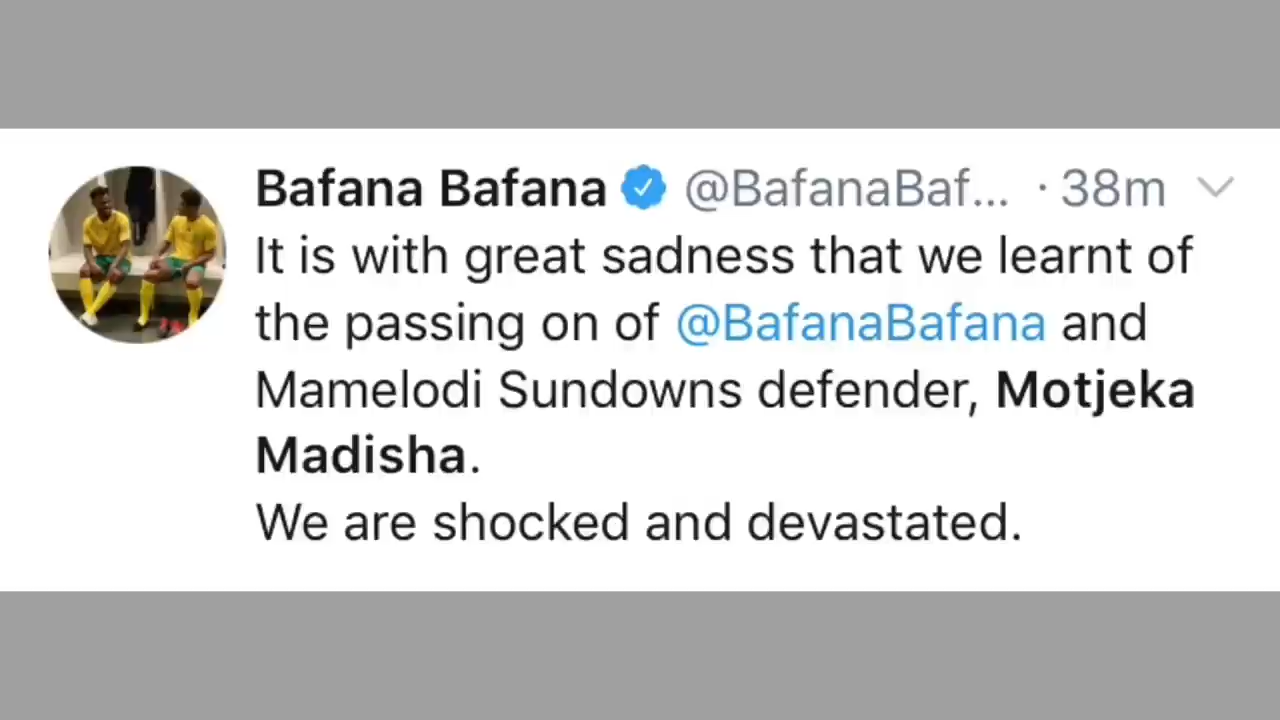 Bafana Bafana @BafanaBaf... · 38m
It is with great sadness that we learnt of
the passing on of @BafanaBafana and
Mamelodi Sundowns defender, Motjeka
Madisha.
We are shocked and devastated.